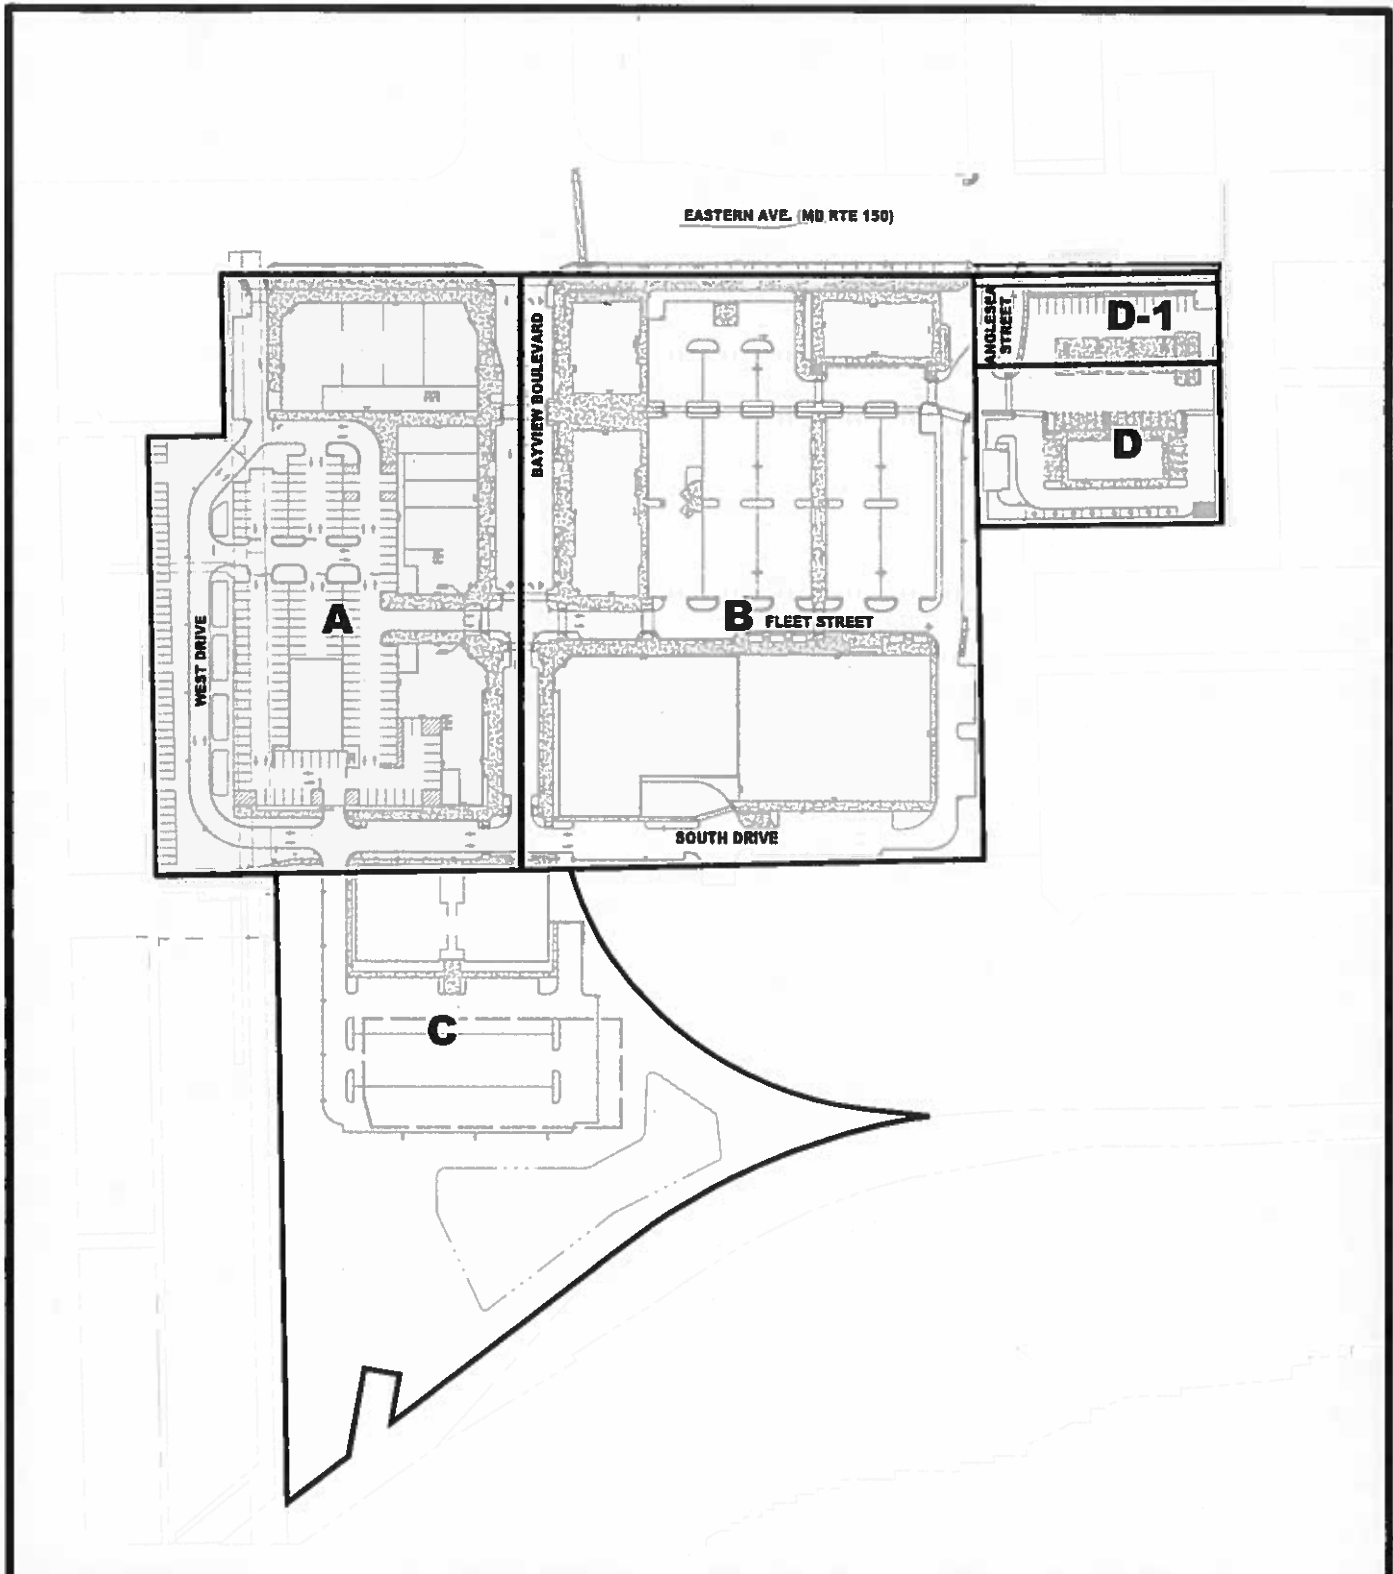 EASTERN AVE. (MD RTE 150)
BAYVIEW BOULEVARD
ANGLESEA
STREET
D-1
D
A
B
FLEET STREET
WEST DRIVE
SOUTH DRIVE
C